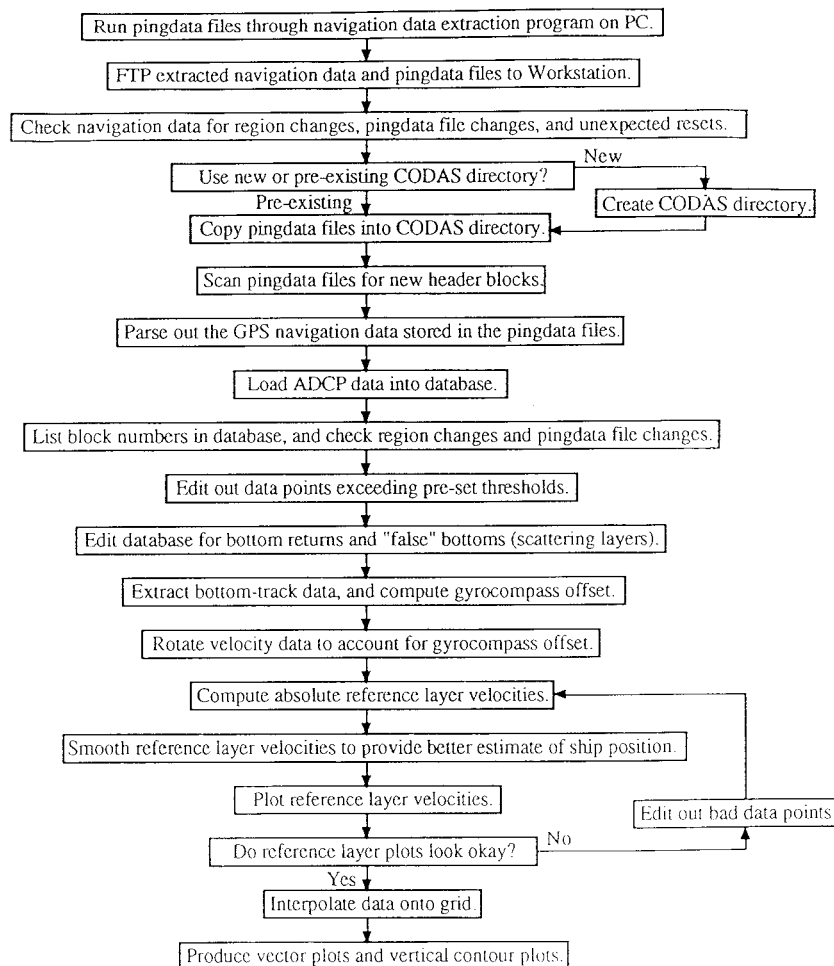 Run pingdata files through navigation data extraction program on PC.
FTP extracted navigation data and pingdata files to Workstation.
Check navigation data for region changes, pingdata file changes, and unexpected resets.
New
Use new or pre-existing CODAS directory?
Pre-existing
Create CODAS directory.
Copy pingdata files into CODAS directory.
Scan pingdata files for new header blocks.
Parse out the GPS navigation data stored in the pingdata files.
Load ADCP data into database.
List block numbers in database, and check region changes and pingdata file changes.
Edit out data points exceeding pre-set thresholds.
Edit database for bottom returns and "false" bottoms (scattering layers).
Extract bottom-track data, and compute gyrocompass offset.
Rotate velocity data to account for gyrocompass offset.
Compute absolute reference layer velocities.
Smooth reference layer velocities to provide better estimate of ship position.
Plot reference layer velocities.
Edit out bad data points
Do reference layer plots look okay?
No
Yes
Interpolate data onto grid.
Produce vector plots and vertical contour plots.